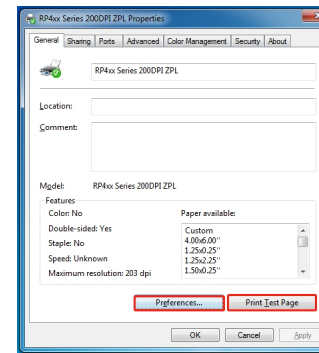 RP4xx Series 200DPI ZPL Properties
General Sharing Ports Advanced Color Management Security About
RP4xx Series 200DPI ZPL
Location:
Comment:
Model: RP4xx Series 200DPI ZPL
Features
Color: No Paper available:
Double-sided: Yes Custom
Staple: No 4.00x6.00"
1.25x0.25"
Speed: Unknown 1.25x2.25"
Maximum resolution: 203 dpi 1.50x0.25"
Preferences... Print Test Page
OK Cancel Apply